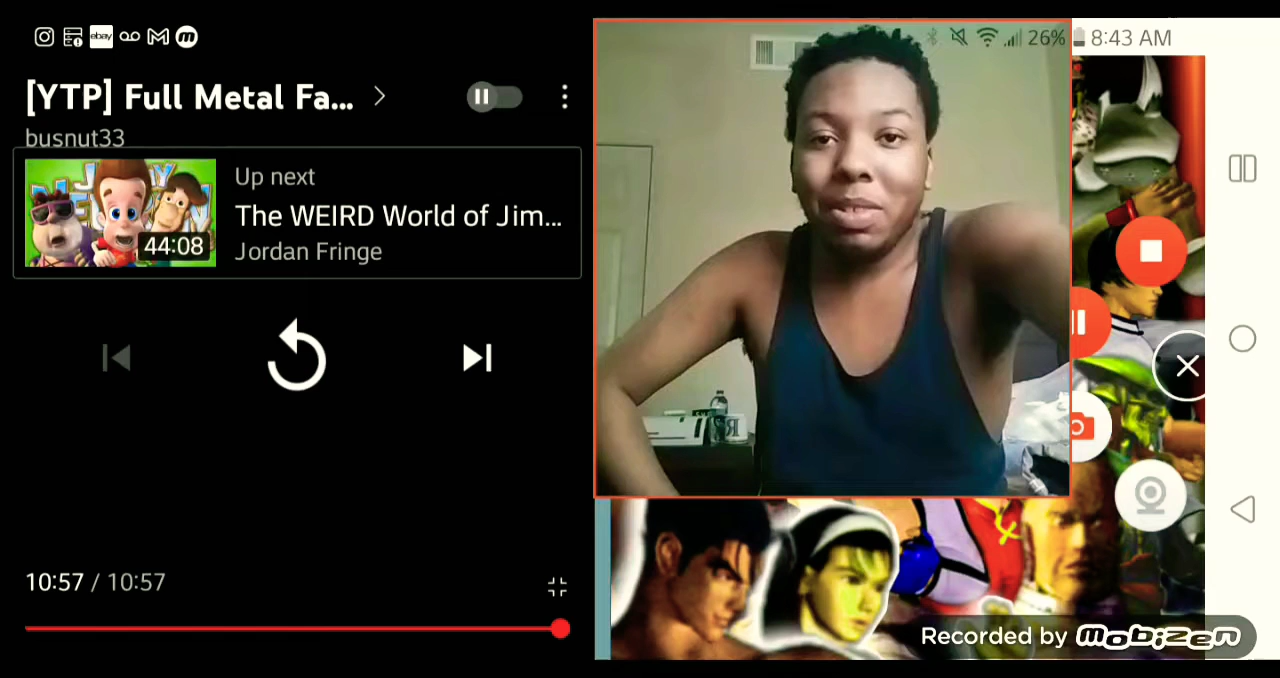 ebay
26% 8:43 AM
[YTP] Full Metal Fa...
busnut33
Up next
The WEIRD World of Jim...
Jordan Fringe
44:08
10:57 / 10:57
Recorded by mobizen